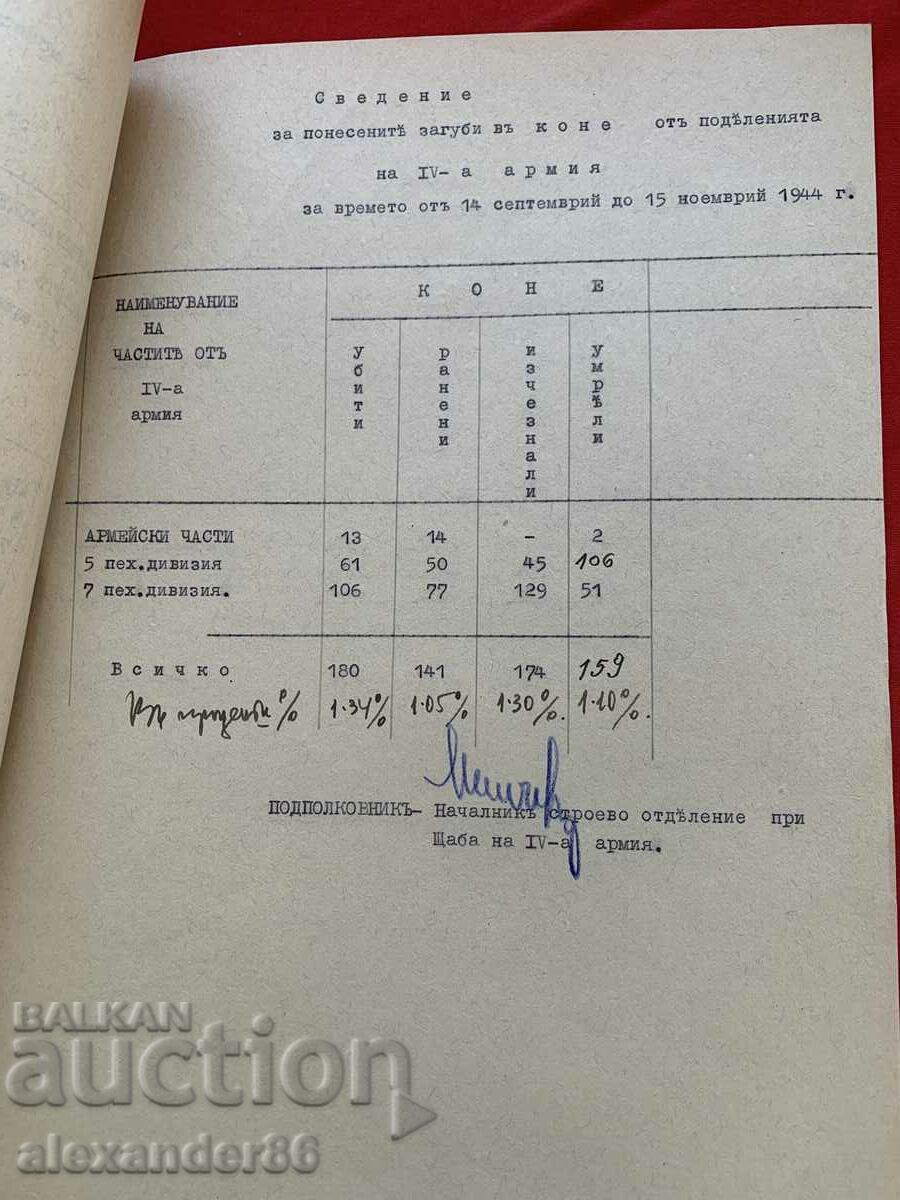 Сведение
за понесенитѣ загуби въ коне отъ подѣленията
на IV-а армия
за времето отъ 14 септемврий до 15 ноемврий 1944 г.
НАИМЕНУВАНИЕ
НА
ЧАСТИТѢ ОТЪ
IV-а
армия
КОНЕ
убити ранени изчезнали умрѣли
АРМЕЙСКИ ЧАСТИ 13 14 - 2
5 пех.дивизия 61 50 45 106
7 пех.дивизия. 106 77 129 51
Всичко 180 141 174 159
Въ проценти % 1.34% 1.05% 1.30%. 1.10%.
ПОДПОЛКОВНИКЪ- Началникъ строево отдѣление при
Щаба на IV-а армия.
BALKAN
auction
alexander86